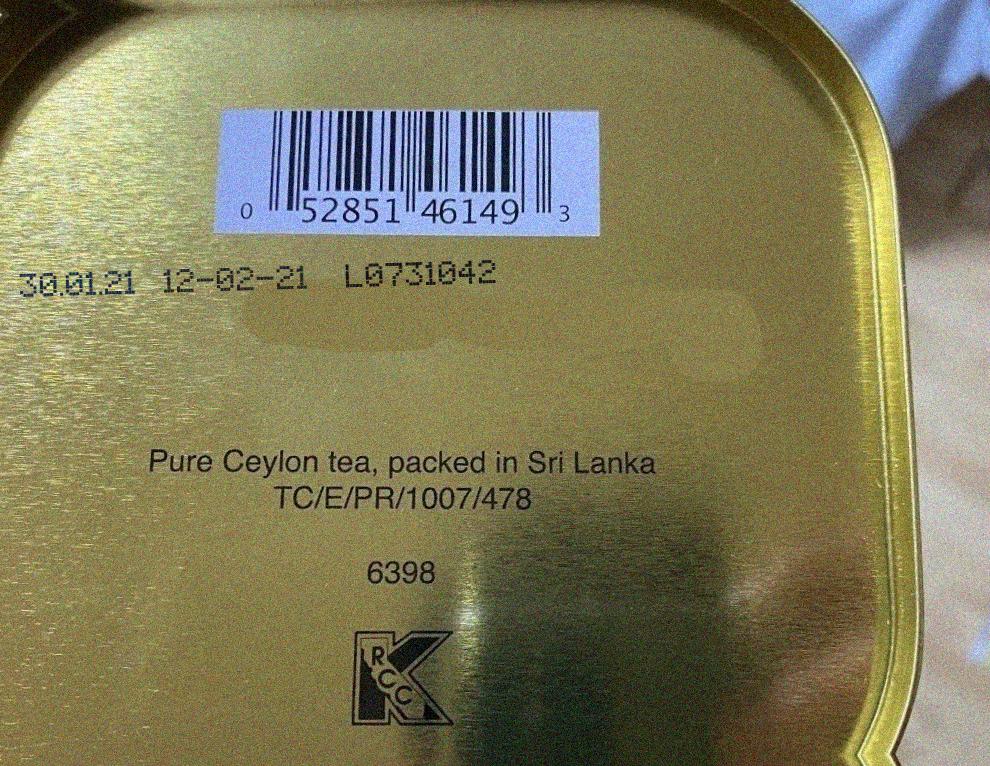 0 52851 46149 3
30.01.21 12-02-21 L0731042
Pure Ceylon tea, packed in Sri Lanka
TC/E/PR/1007/478
6398
K
RCC